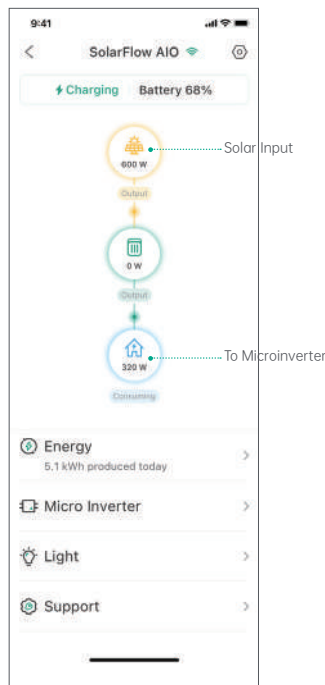 9:41
SolarFlow AIO
Charging Battery 68%
600 W
Solar Input
Output
0 W
Output
320 W
To Microinverter
Consuming
Energy
5.1 kWh produced today
Micro Inverter
Light
Support